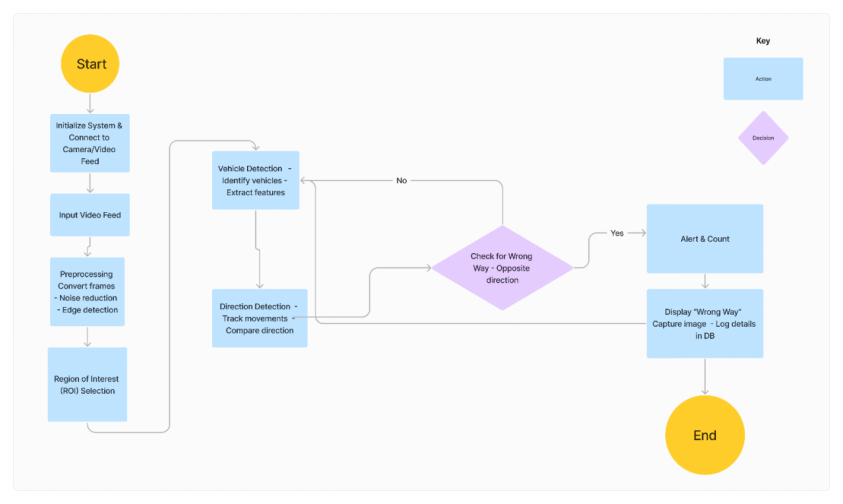 Start
Initialize System &
Connect to
Camera/Video
Feed
Input Video Feed
Preprocessing
Convert frames
- Noise reduction
- Edge detection
Region of Interest
(ROI) Selection
Vehicle Detection -
Identify vehicles -
Extract features
Direction Detection -
Track movements -
Compare direction
No
Check for Wrong
Way - Opposite
direction
Yes
Alert & Count
Display "Wrong Way"
Capture image - Log details
in DB
End
Key
Action
Decision